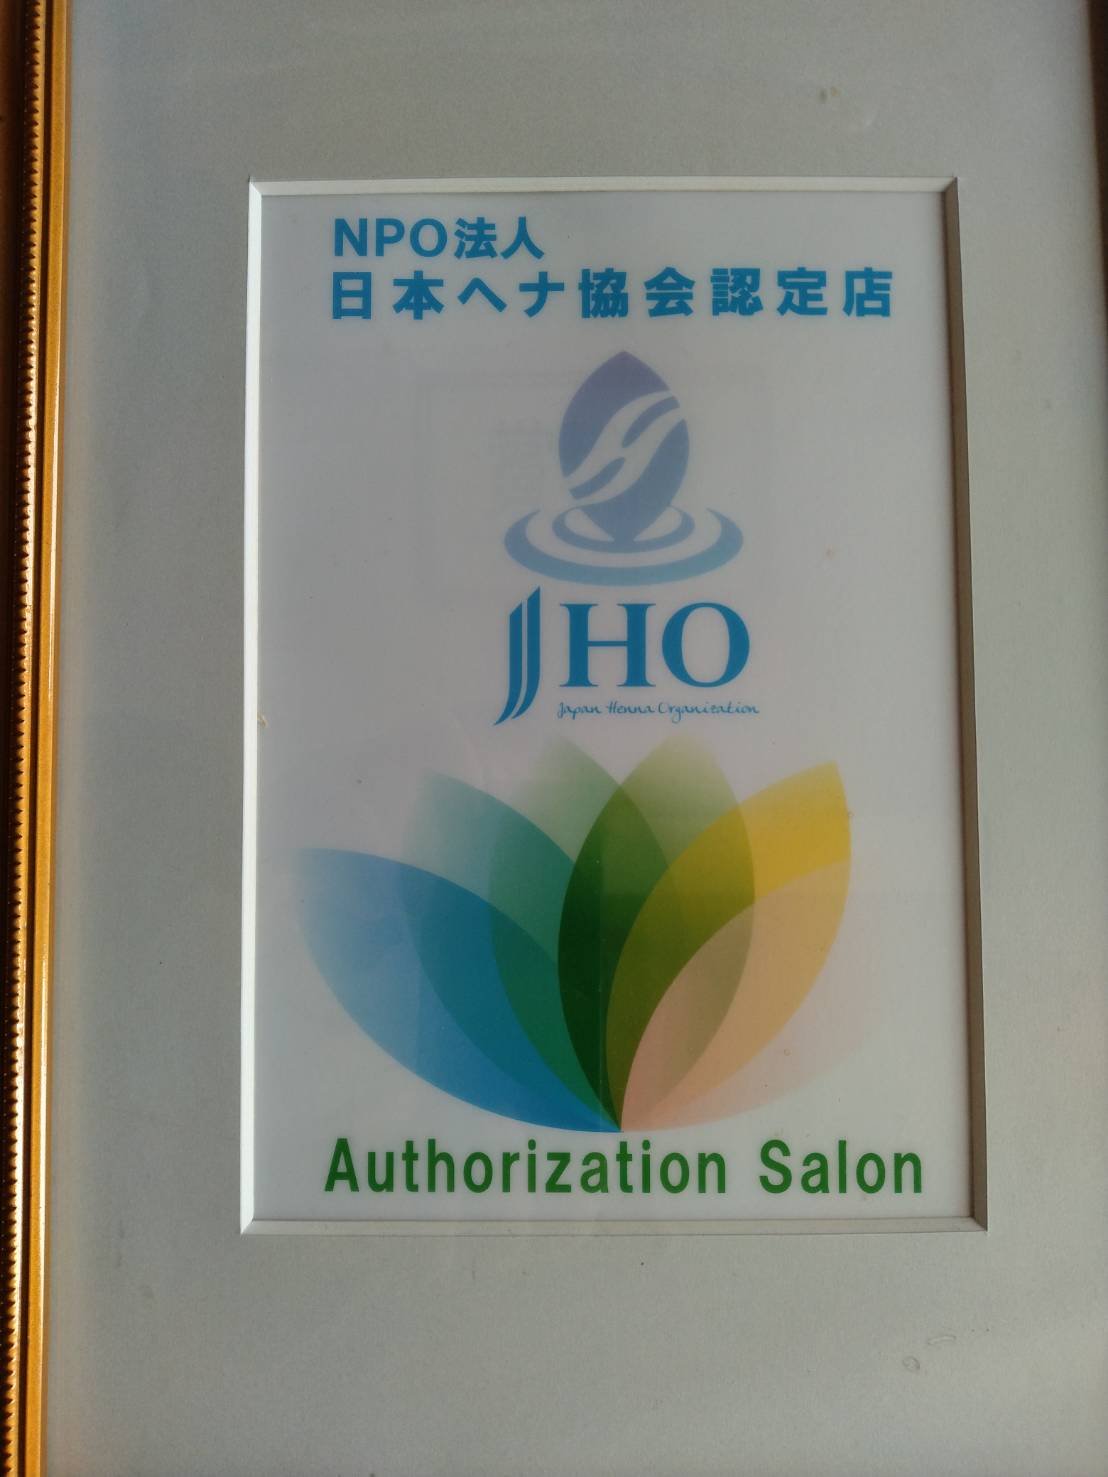 NPO法人
日本ヘナ協会認定店
JHO
Japan Henna Organization
Authorization Salon